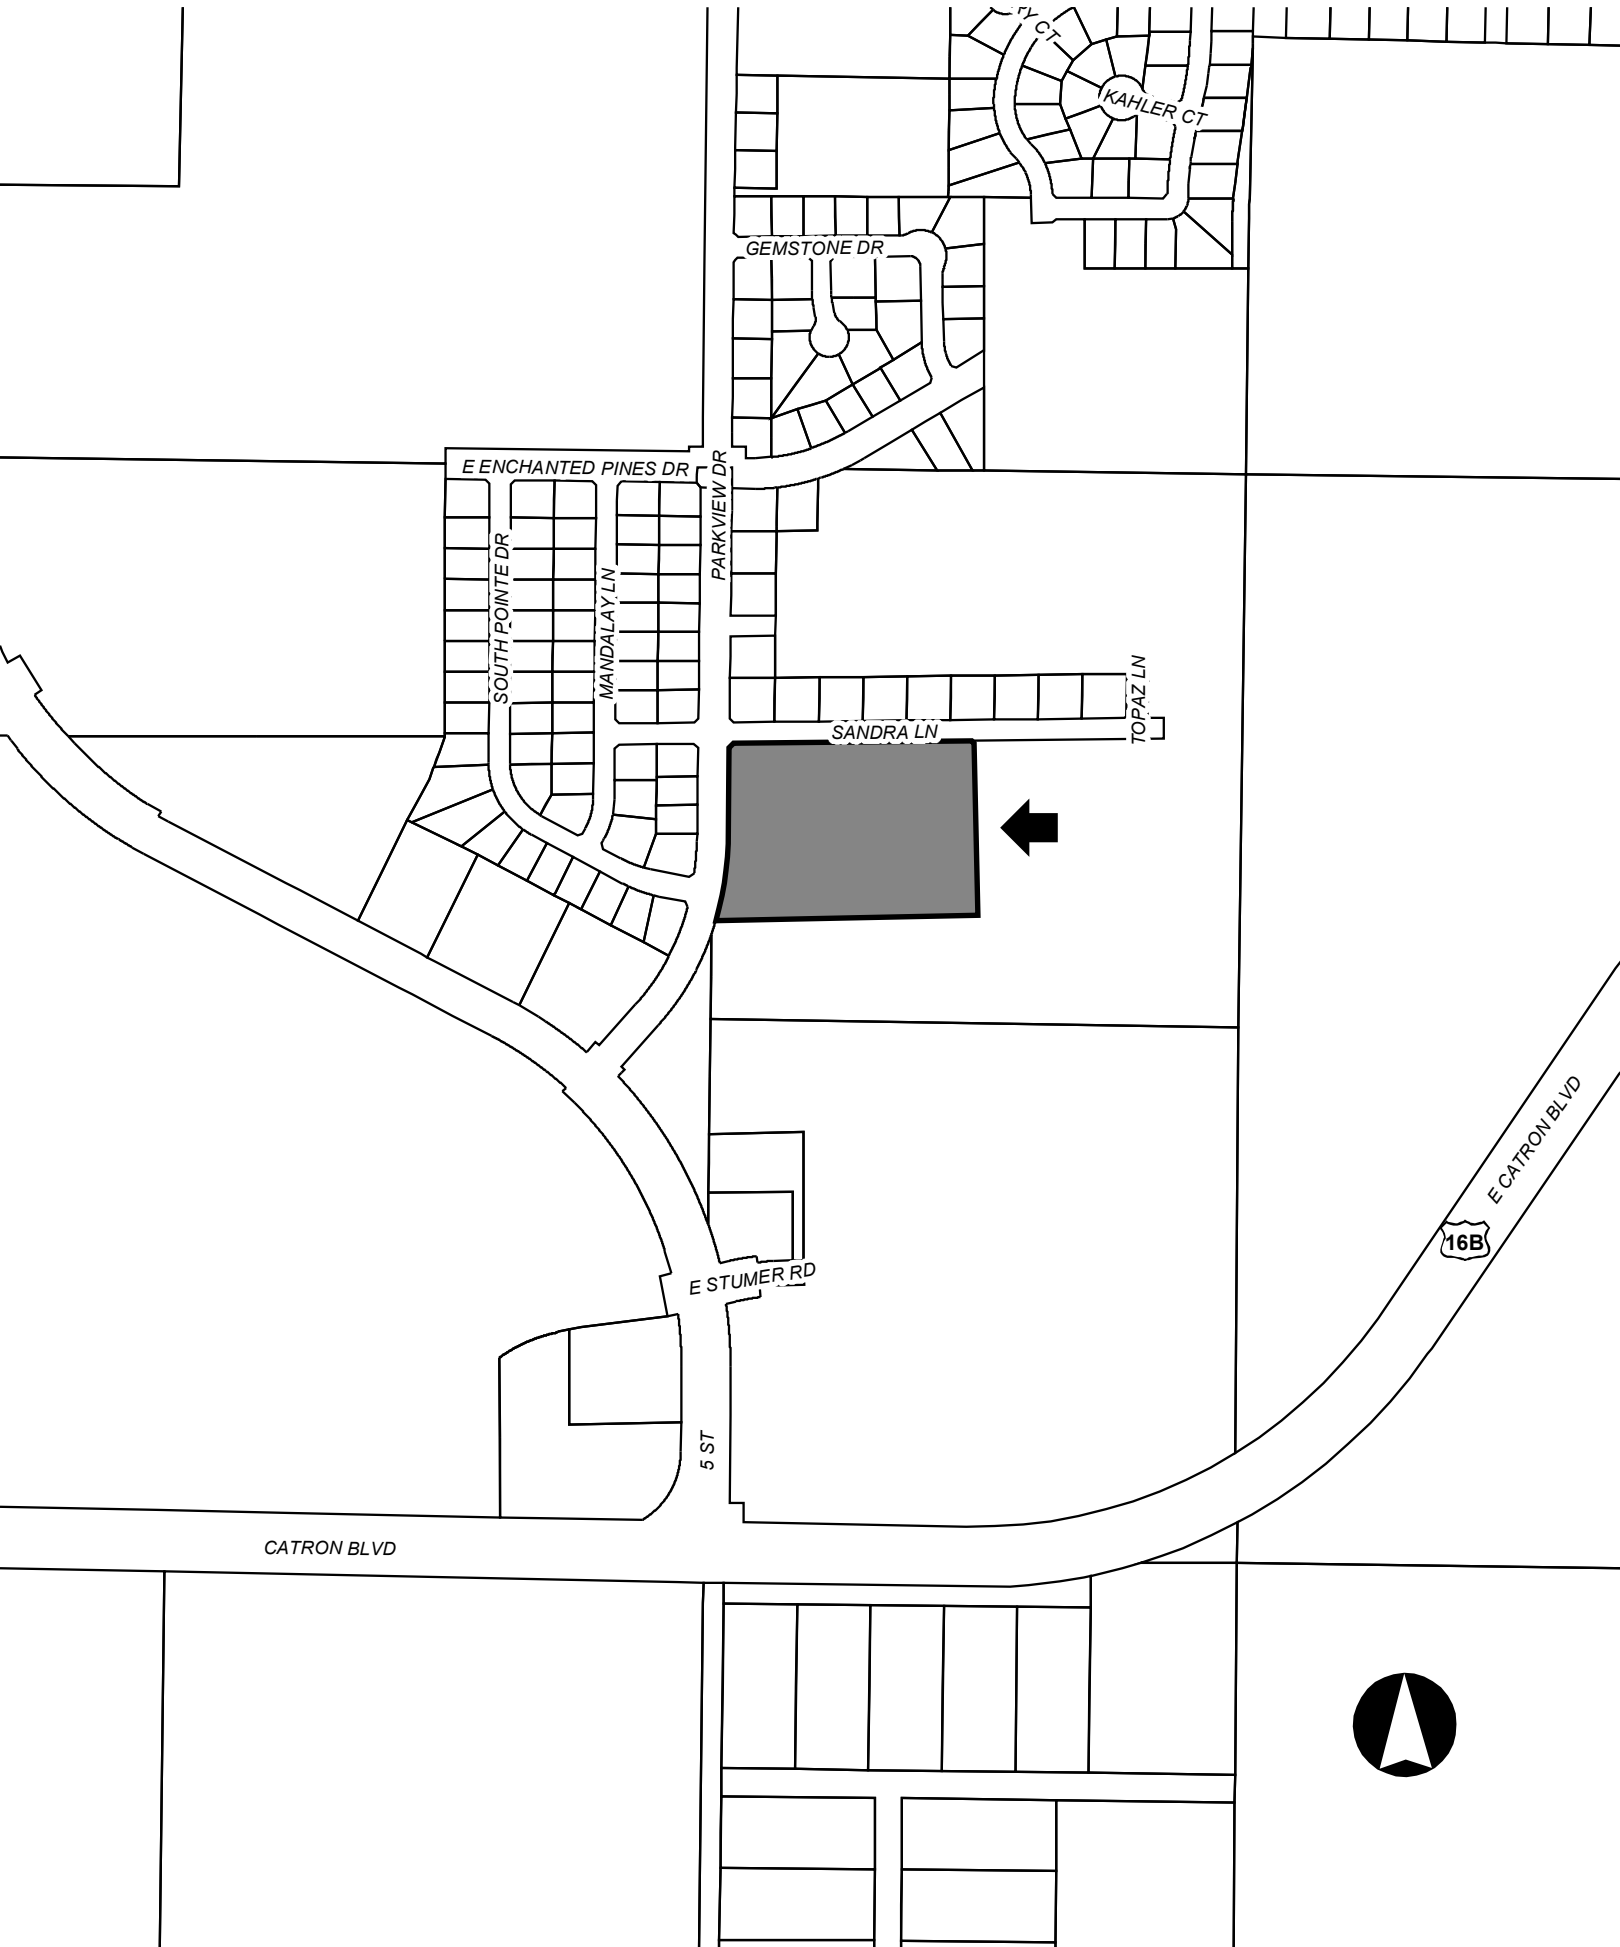 KAHLER CT
GEMSTONE DR
E ENCHANTED PINES DR
PARKVIEW DR
SOUTH POINTE DR
MANDALAY LN
TOPAZ LN
SANDRA LN
E CATRON BLVD
16B
E STUMER RD
5 ST
CATRON BLVD